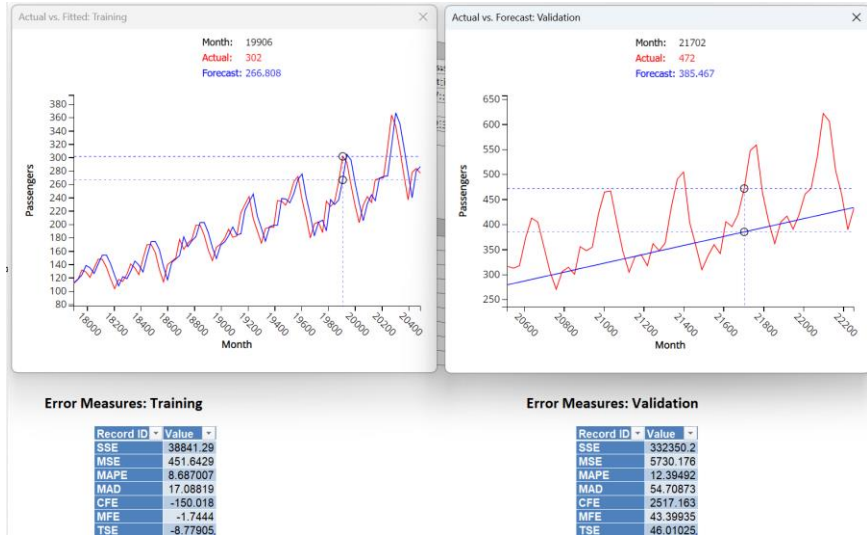 Actual vs. Fitted: Training
Month: 19906
Actual: 302
Forecast: 266.808
380
360
340
320
300
280
260
240
220
200
180
160
140
120
100
80
Passengers
18000 18200 18400 18600 18800 19000 19200 19400 19600 19800 20000 20200 20400
Month
Actual vs. Forecast: Validation
Month: 21702
Actual: 472
Forecast: 385.467
650
600
550
500
450
400
350
300
250
Passengers
20600 20800 21000 21200 21400 21600 21800 22000 22200
Month
Error Measures: Training
Record ID Value
SSE 38841.29
MSE 451.6429
MAPE 8.687007
MAD 17.08819
CFE -150.018
MFE -1.7444
TSE -8.77905
Error Measures: Validation
Record ID Value
SSE 332350.2
MSE 5730.176
MAPE 12.39492
MAD 54.70873
CFE 2517.163
MFE 43.39935
TSE 46.01025